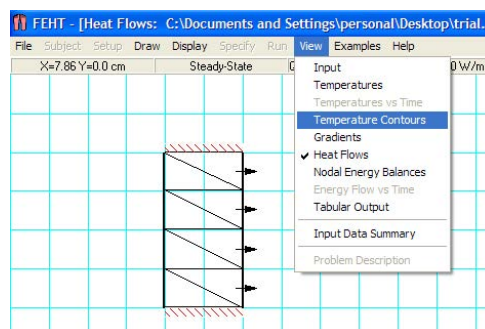 FEHT - [Heat Flows: C:\Documents and Settings\personal\Desktop\trial.
File Subject Setup Draw Display Specify Run View Examples Help
X=7.86 Y=0.0 cm Steady-State W/m
Input
Temperatures
Temperatures vs Time
Temperature Contours
Gradients
Heat Flows
Nodal Energy Balances
Energy Flow vs Time
Tabular Output
Input Data Summary
Problem Description